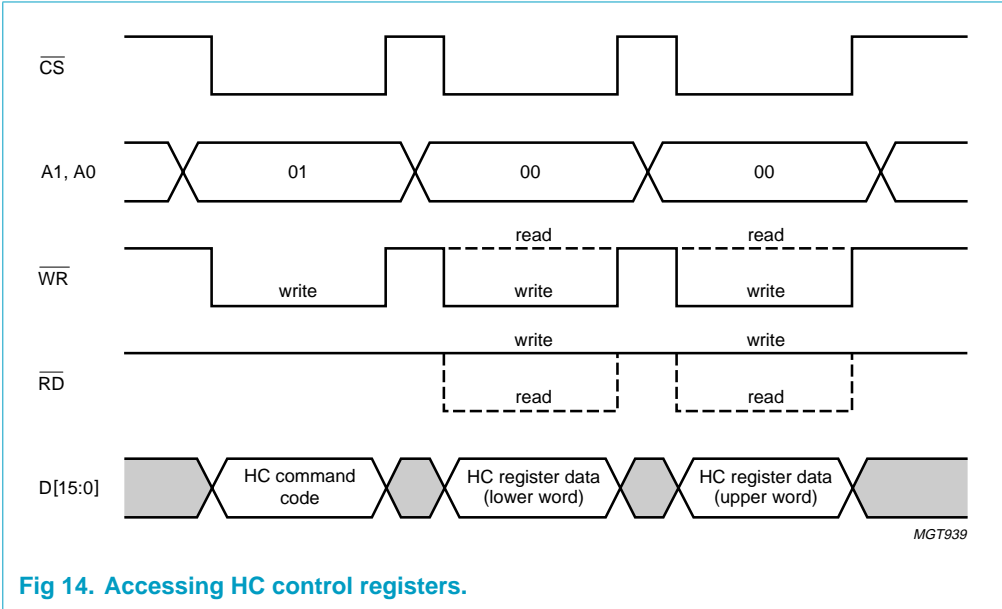 CS
A1, A0
01
00
00
read
read
WR
write
write
write
write
write
RD
read
read
D[15:0]
HC command
code
HC register data
(lower word)
HC register data
(upper word)
MGT939
Fig 14. Accessing HC control registers.